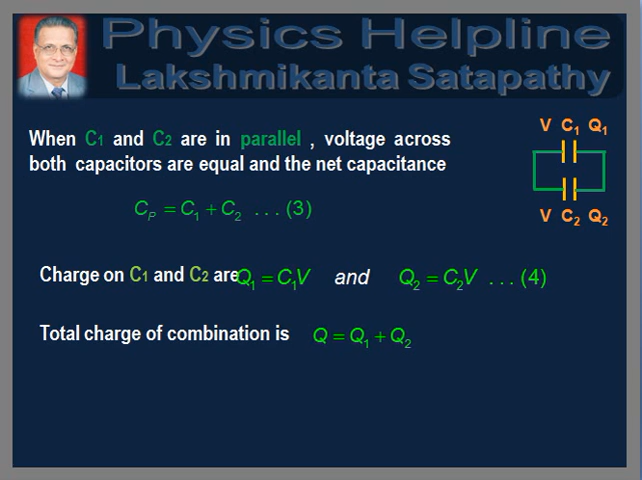 Physics Helpline
Lakshmikanta Satapathy
When C1 and C2 are in parallel , voltage across
both capacitors are equal and the net capacitance
V C1 Q1
V C2 Q2
CP = C1 + C2 . . . (3)
Charge on C1 and C2 are Q1 = C1V and Q2 = C2V . . . (4)
Total charge of combination is Q = Q1 + Q2